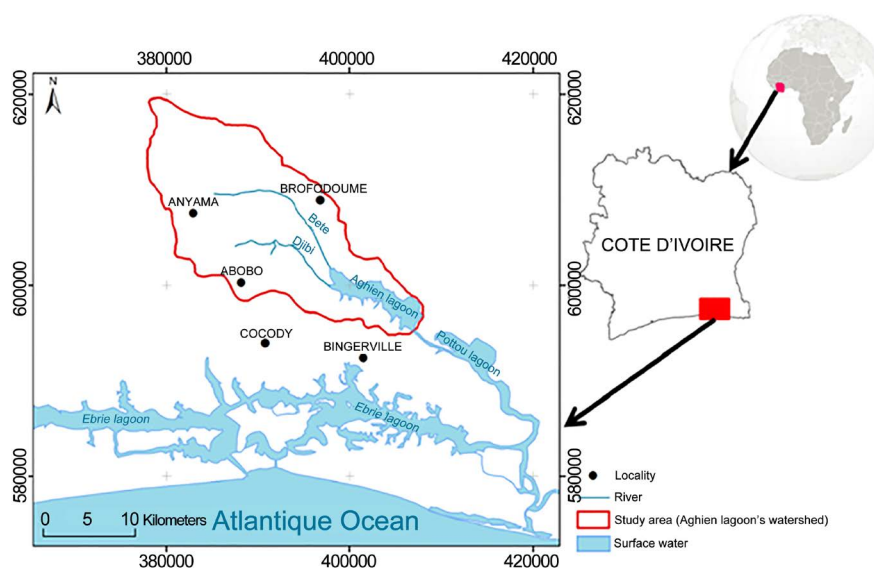 380000
400000
420000
N
620000
620000
BROFODOUME
ANYAMA
Bete
Djibi
COTE D'IVOIRE
ABOBO
600000
600000
Aghien lagoon
COCODY
Pottou lagoon
BINGERVILLE
Ebrie lagoon
Ebrie lagoon
580000
580000
Locality
River
0 5 10 Kilometers
Atlantique Ocean
Study area (Aghien lagoon's watershed)
Surface water
380000
400000
420000